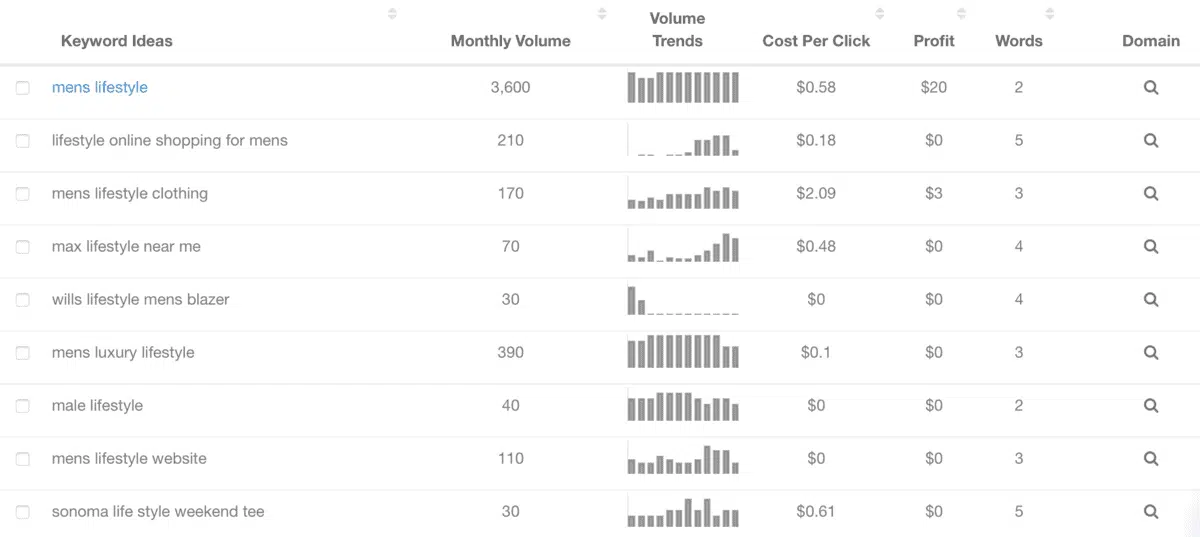 Keyword Ideas Monthly Volume Volume Trends Cost Per Click Profit Words Domain
mens lifestyle 3,600 $0.58 $20 2
lifestyle online shopping for mens 210 $0.18 $0 5
mens lifestyle clothing 170 $2.09 $3 3
max lifestyle near me 70 $0.48 $0 4
wills lifestyle mens blazer 30 $0 $0 4
mens luxury lifestyle 390 $0.1 $0 3
male lifestyle 40 $0 $0 2
mens lifestyle website 110 $0 $0 3
sonoma life style weekend tee 30 $0.61 $0 5